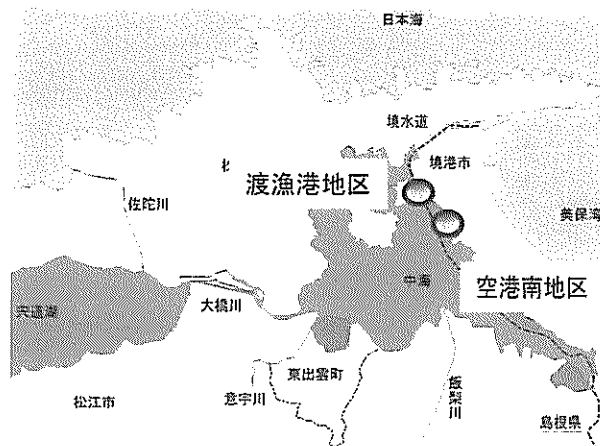 日本海
境水道
境港市
渡漁港地区
佐陀川
美保湾
中海
空港南地区
大橋川
宍道湖
東出雲町
意宇川
飯梨川
松江市
島根県